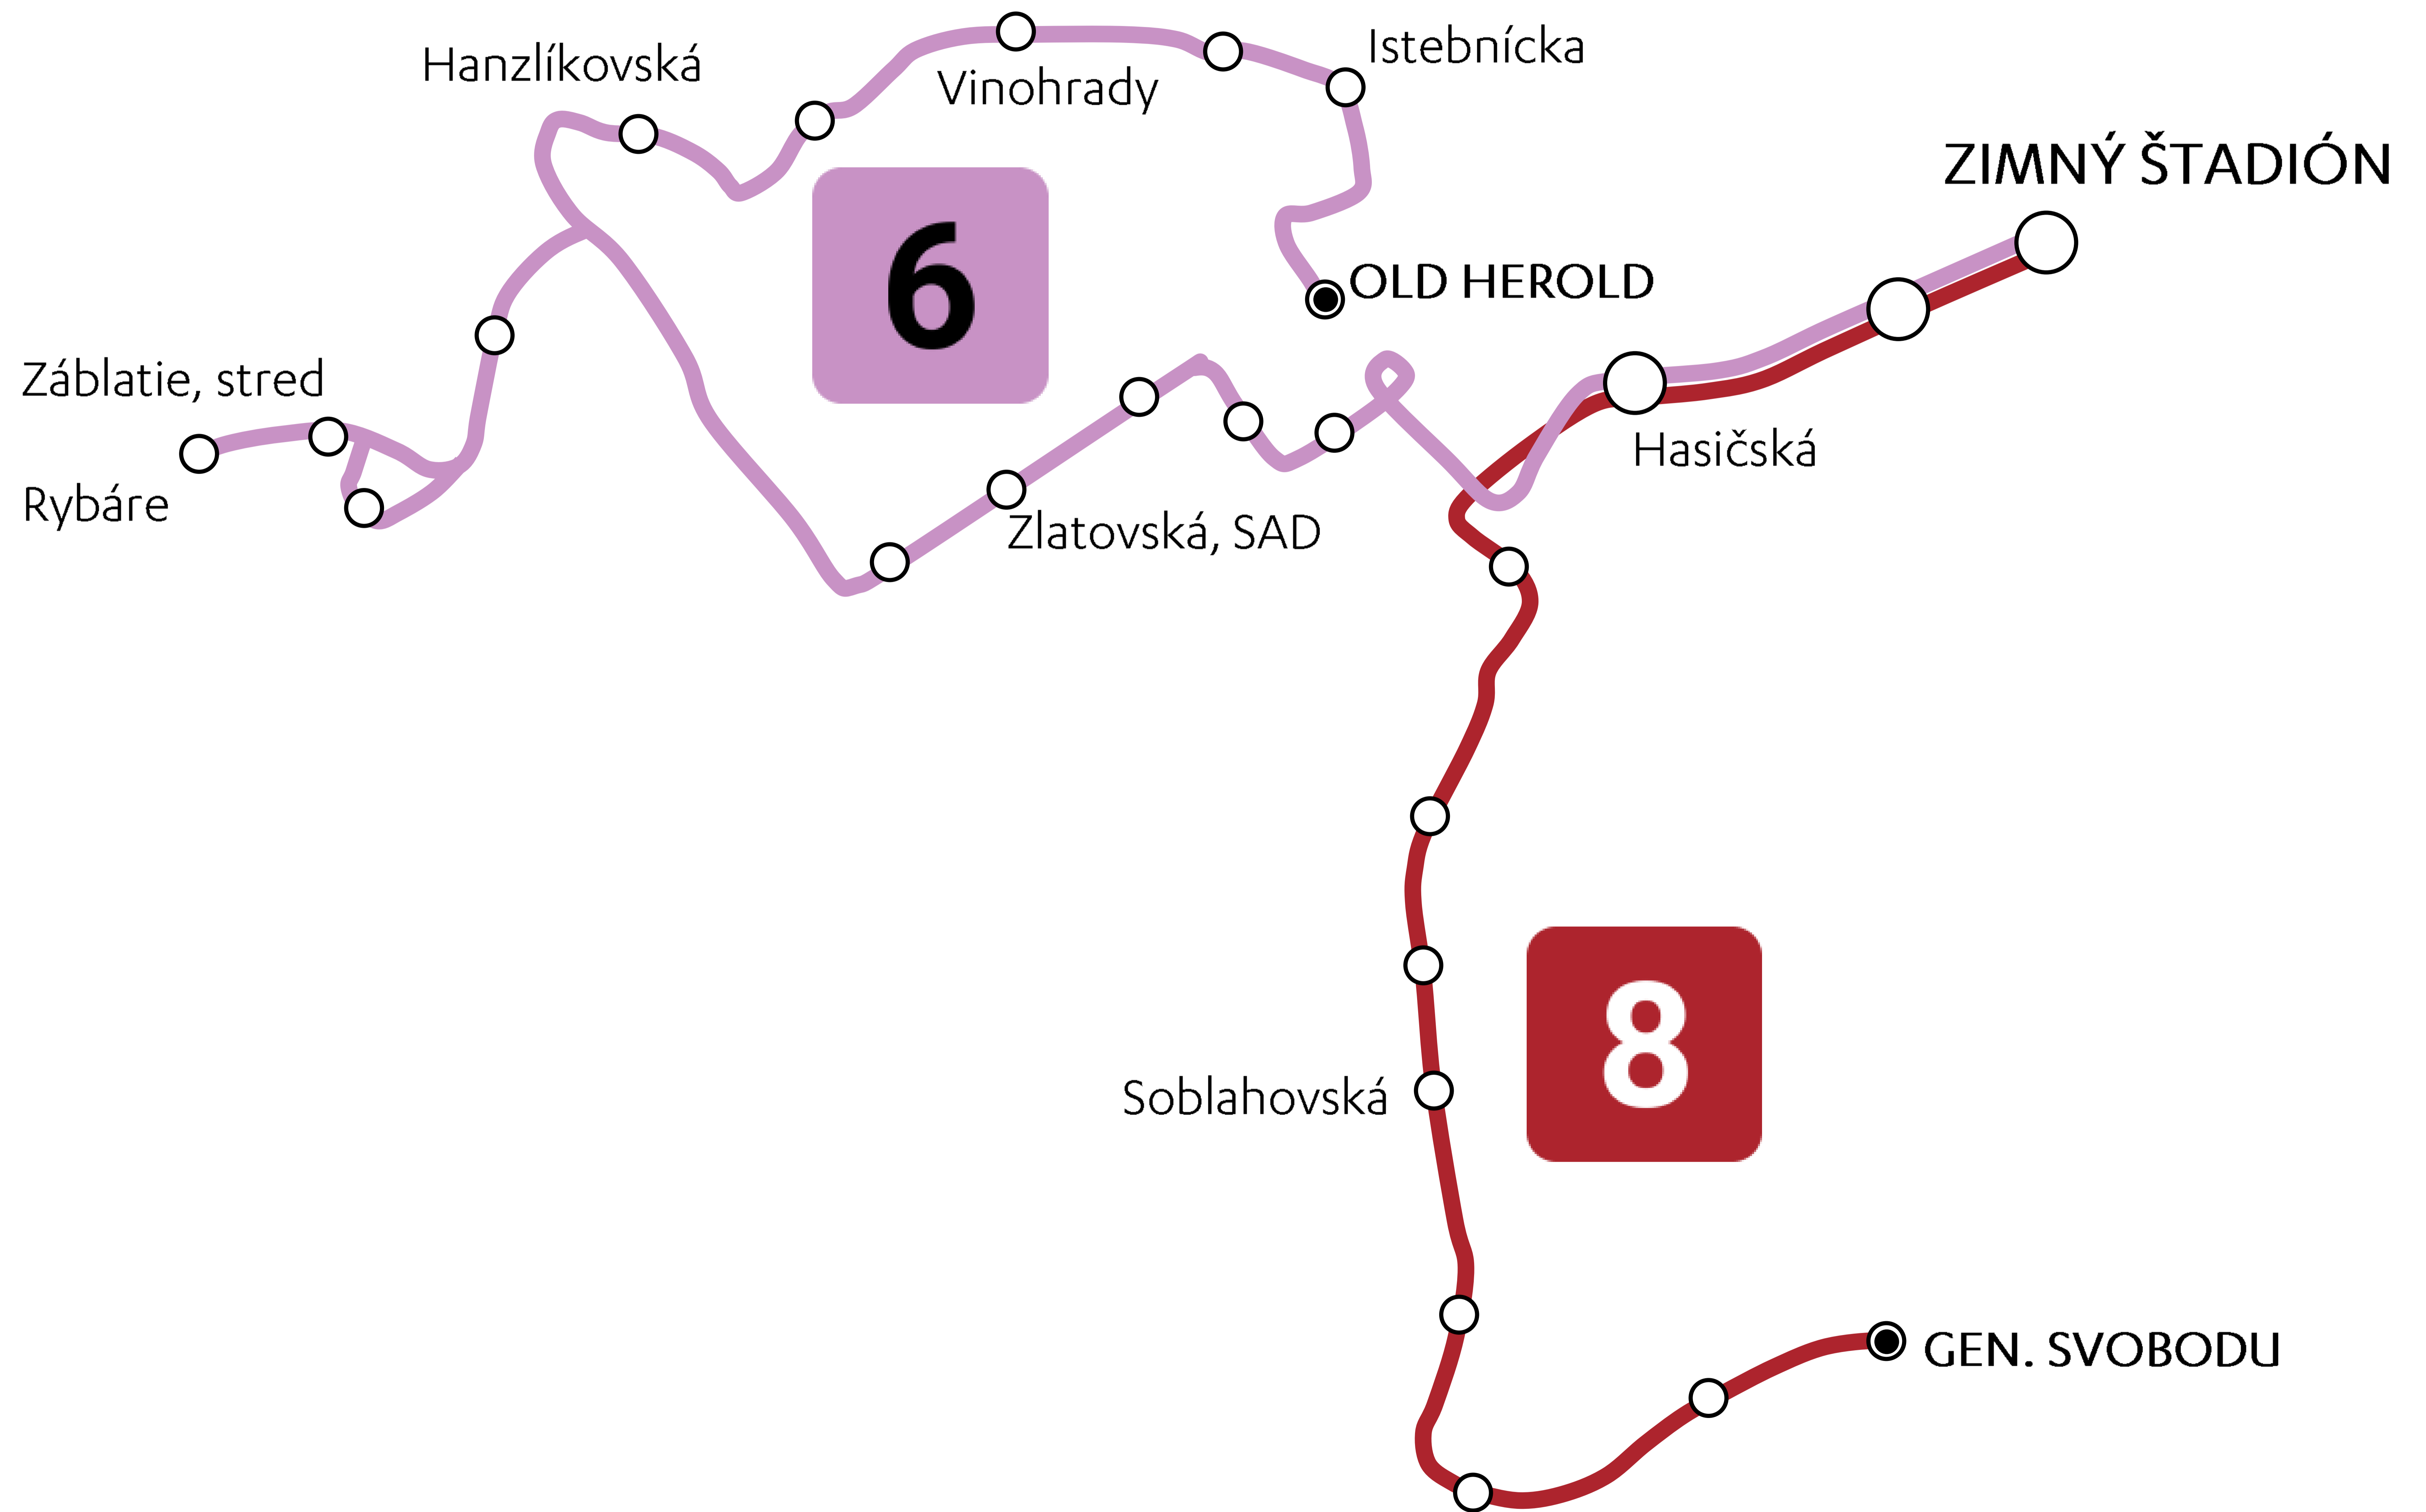 Istebnícka
Hanzlíkovská
Vinohrady
ZIMNÝ ŠTADIÓN
6
OLD HEROLD
Záblatie, stred
Hasičská
Rybáre
Zlatovská, SAD
8
Soblahovská
GEN. SVOBODU